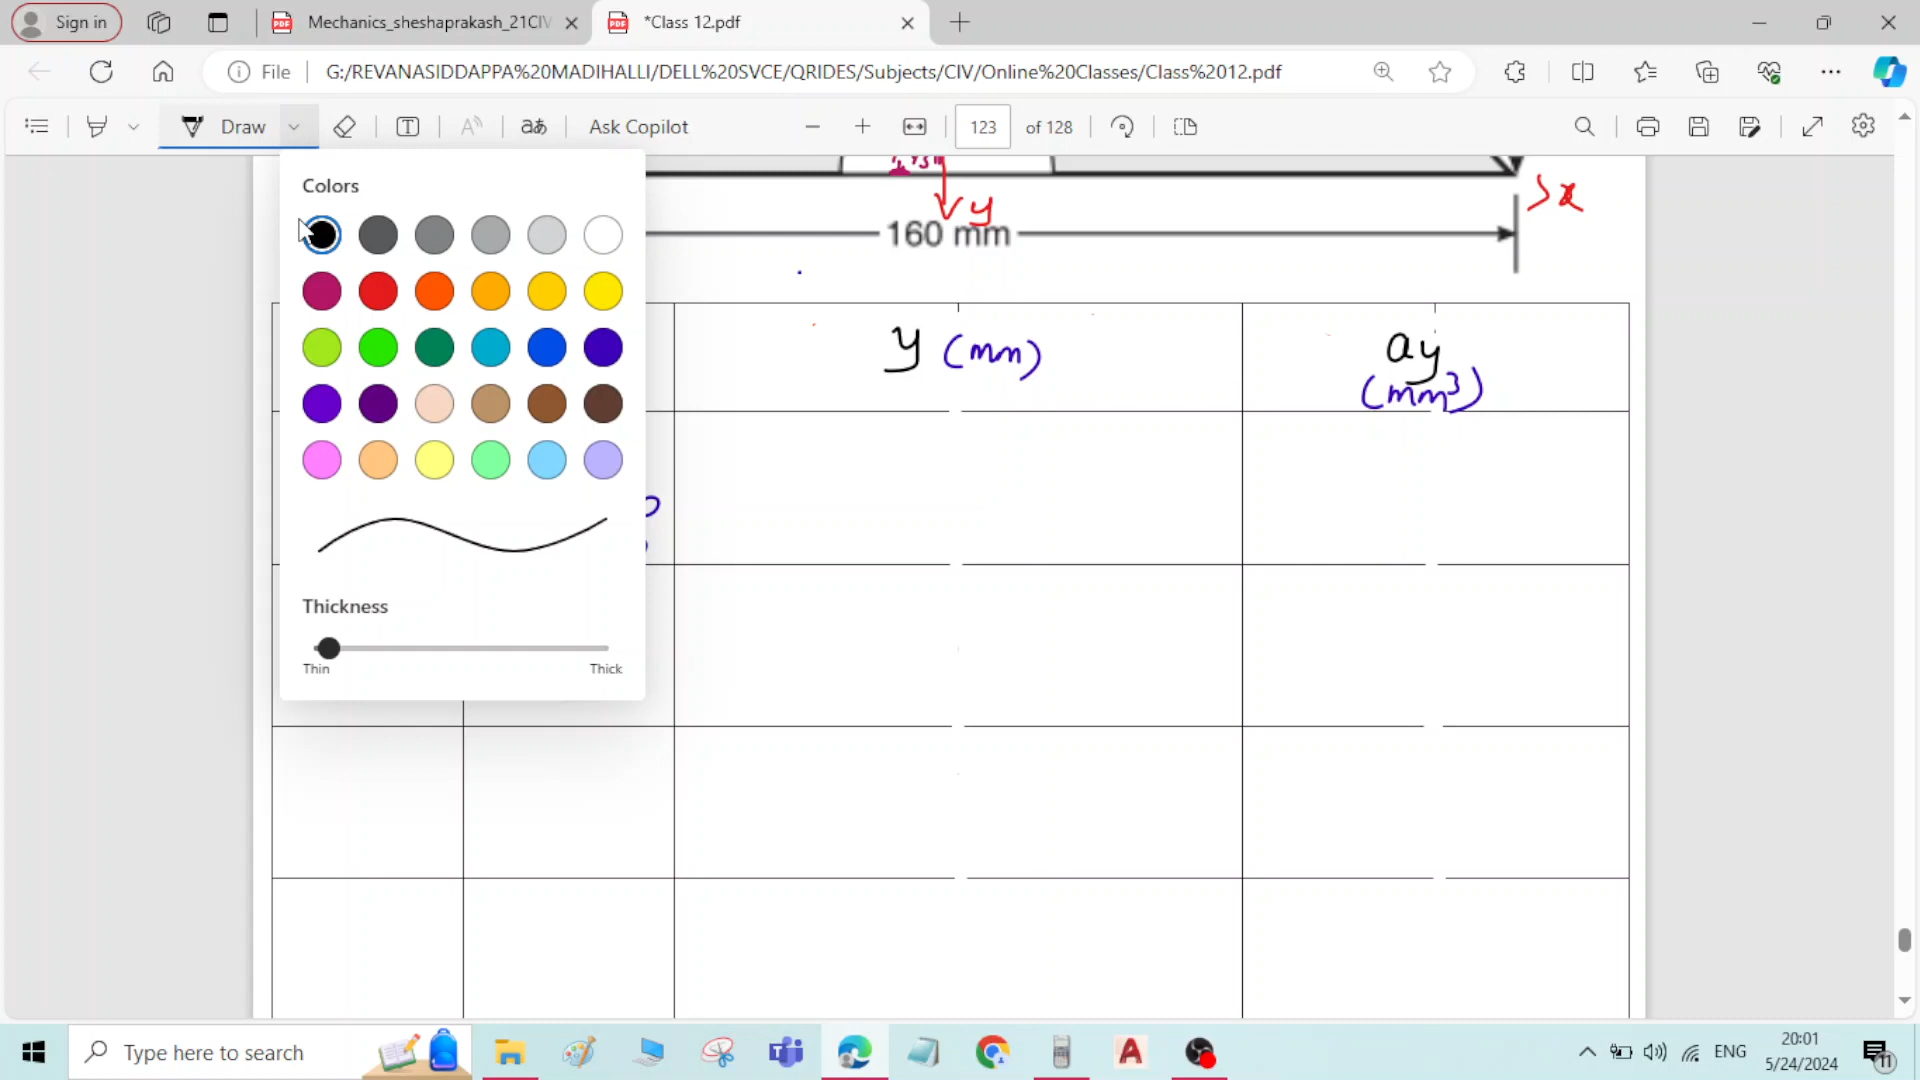 Sign in
Mechanics_sheshaprakash_21CIV
*Class 12.pdf
File
G:/REVANASIDDAPPA%20MADIHALLI/DELL%20SVCE/QRIDES/Subjects/CIV/Online%20Classes/Class%2012.pdf
Draw
Ask Copilot
123 of 128
Colors
y
x
160 mm
y (mm)
ay
(mm³)
Thickness
Thin
Thick
Type here to search
ENG
20:01
5/24/2024
11